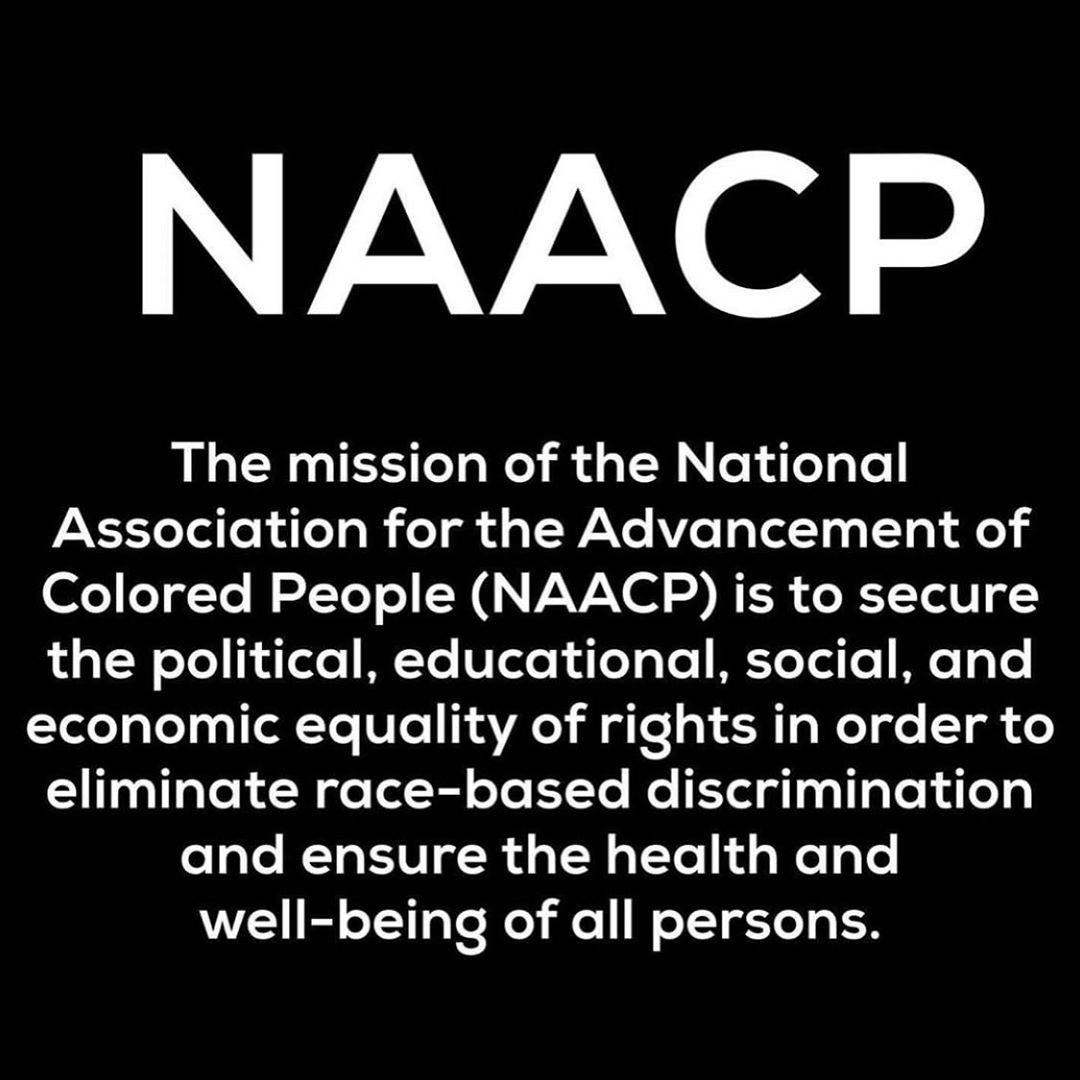 NAACP
The mission of the National
Association for the Advancement of
Colored People (NAACP) is to secure
the political, educational, social, and
economic equality of rights in order to
eliminate race-based discrimination
and ensure the health and
well-being of all persons.